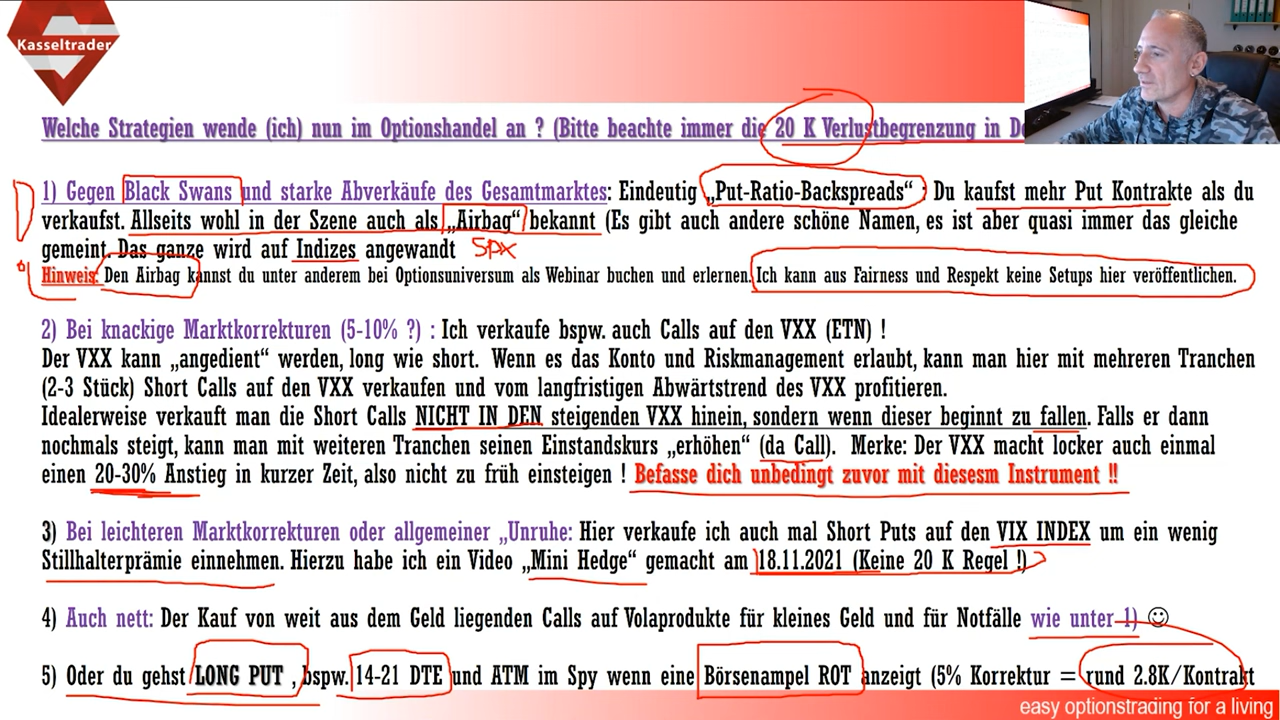 Kasseltrader
Welche Strategien wende (ich) nun im Optionshandel an ? (Bitte beachte immer die 20 K Verlustbegrenzung in De
1) Gegen Black Swans und starke Abverkäufe des Gesamtmarktes: Eindeutig „Put-Ratio-Backspreads“ : Du kaufst mehr Put Kontrakte als du
verkaufst. Allseits wohl in der Szene auch als „Airbag“ bekannt (Es gibt auch andere schöne Namen, es ist aber quasi immer das gleiche
gemeint. Das ganze wird auf Indizes angewandt SPX
Hinweis: Den Airbag kannst du unter anderem bei Optionsuniversum als Webinar buchen und erlernen. Ich kann aus Fairness und Respekt keine Setups hier veröffentlichen.
2) Bei knackige Marktkorrekturen (5-10% ?) : Ich verkaufe bspw. auch Calls auf den VXX (ETN) !
Der VXX kann „angedient“ werden, long wie short. Wenn es das Konto und Riskmanagement erlaubt, kann man hier mit mehreren Tranchen
(2-3 Stück) Short Calls auf den VXX verkaufen und vom langfristigen Abwärtstrend des VXX profitieren.
Idealerweise verkauft man die Short Calls NICHT IN DEN steigenden VXX hinein, sondern wenn dieser beginnt zu fallen. Falls er dann
nochmals steigt, kann man mit weiteren Tranchen seinen Einstandskurs „erhöhen“ (da Call). Merke: Der VXX macht locker auch einmal
einen 20-30% Anstieg in kurzer Zeit, also nicht zu früh einsteigen ! Befasse dich unbedingt zuvor mit diesesm Instrument !!
3) Bei leichteren Marktkorrekturen oder allgemeiner „Unruhe: Hier verkaufe ich auch mal Short Puts auf den VIX INDEX um ein wenig
Stillhalterprämie einnehmen. Hierzu habe ich ein Video „Mini Hedge“ gemacht am 18.11.2021 (Keine 20 K Regel !)
4) Auch nett: Der Kauf von weit aus dem Geld liegenden Calls auf Volaprodukte für kleines Geld und für Notfälle wie unter 1) ☺
5) Oder du gehst LONG PUT , bspw. 14-21 DTE und ATM im Spy wenn eine Börsenampel ROT anzeigt (5% Korrektur = rund 2.8K/Kontrakt
easy optionstrading for a living